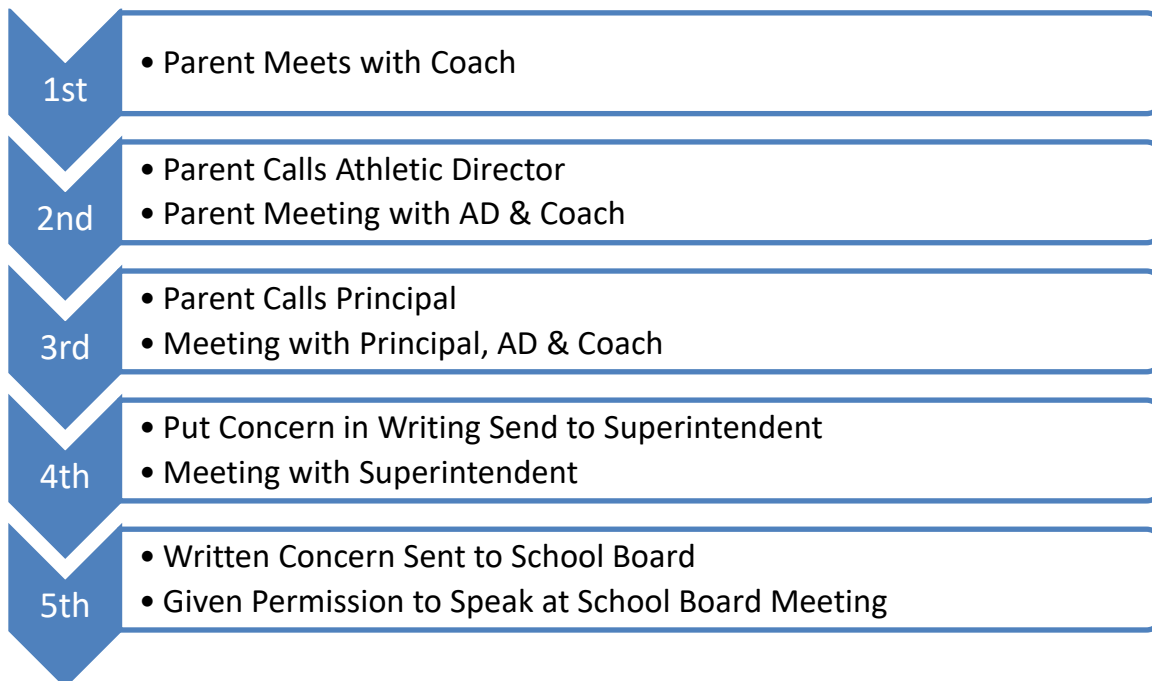 1st
• Parent Meets with Coach
2nd
• Parent Calls Athletic Director
• Parent Meeting with AD & Coach
3rd
• Parent Calls Principal
• Meeting with Principal, AD & Coach
4th
• Put Concern in Writing Send to Superintendent
• Meeting with Superintendent
5th
• Written Concern Sent to School Board
• Given Permission to Speak at School Board Meeting